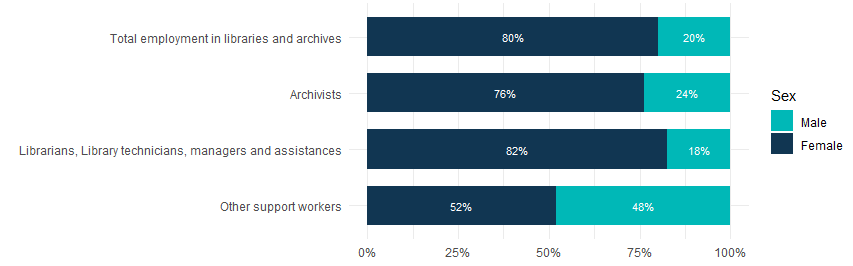 Total employment in libraries and archives
80%
20%
Archivists
76%
24%
Librarians, Library technicians, managers and assistances
82%
18%
Other support workers
52%
48%
0%
25%
50%
75%
100%
Sex
Male
Female